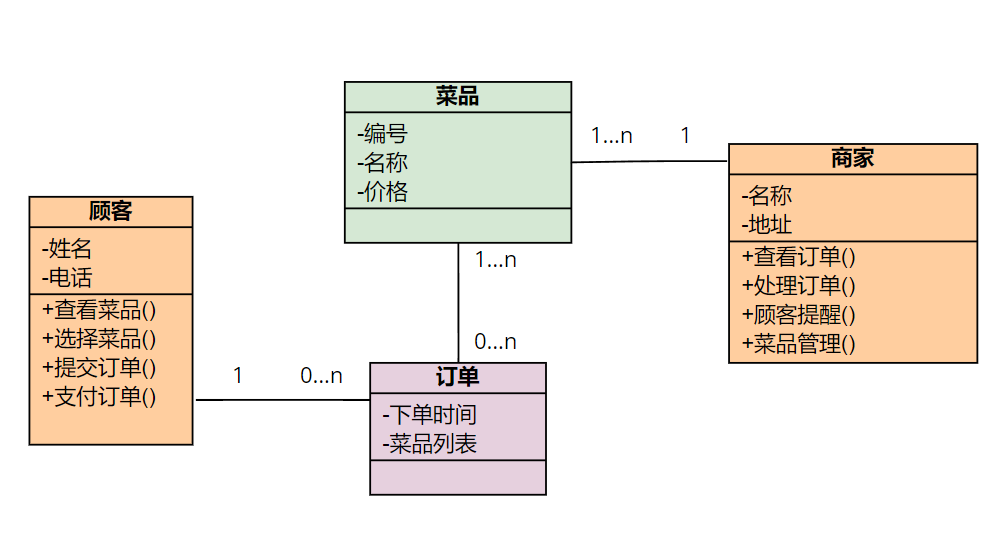 菜品
-编号
-名称
-价格
1...n
1
商家
-名称
-地址
+查看订单()
+处理订单()
+顾客提醒()
+菜品管理()
顾客
-姓名
-电话
+查看菜品()
+选择菜品()
+提交订单()
+支付订单()
1...n
0...n
1
0...n
订单
-下单时间
-菜品列表